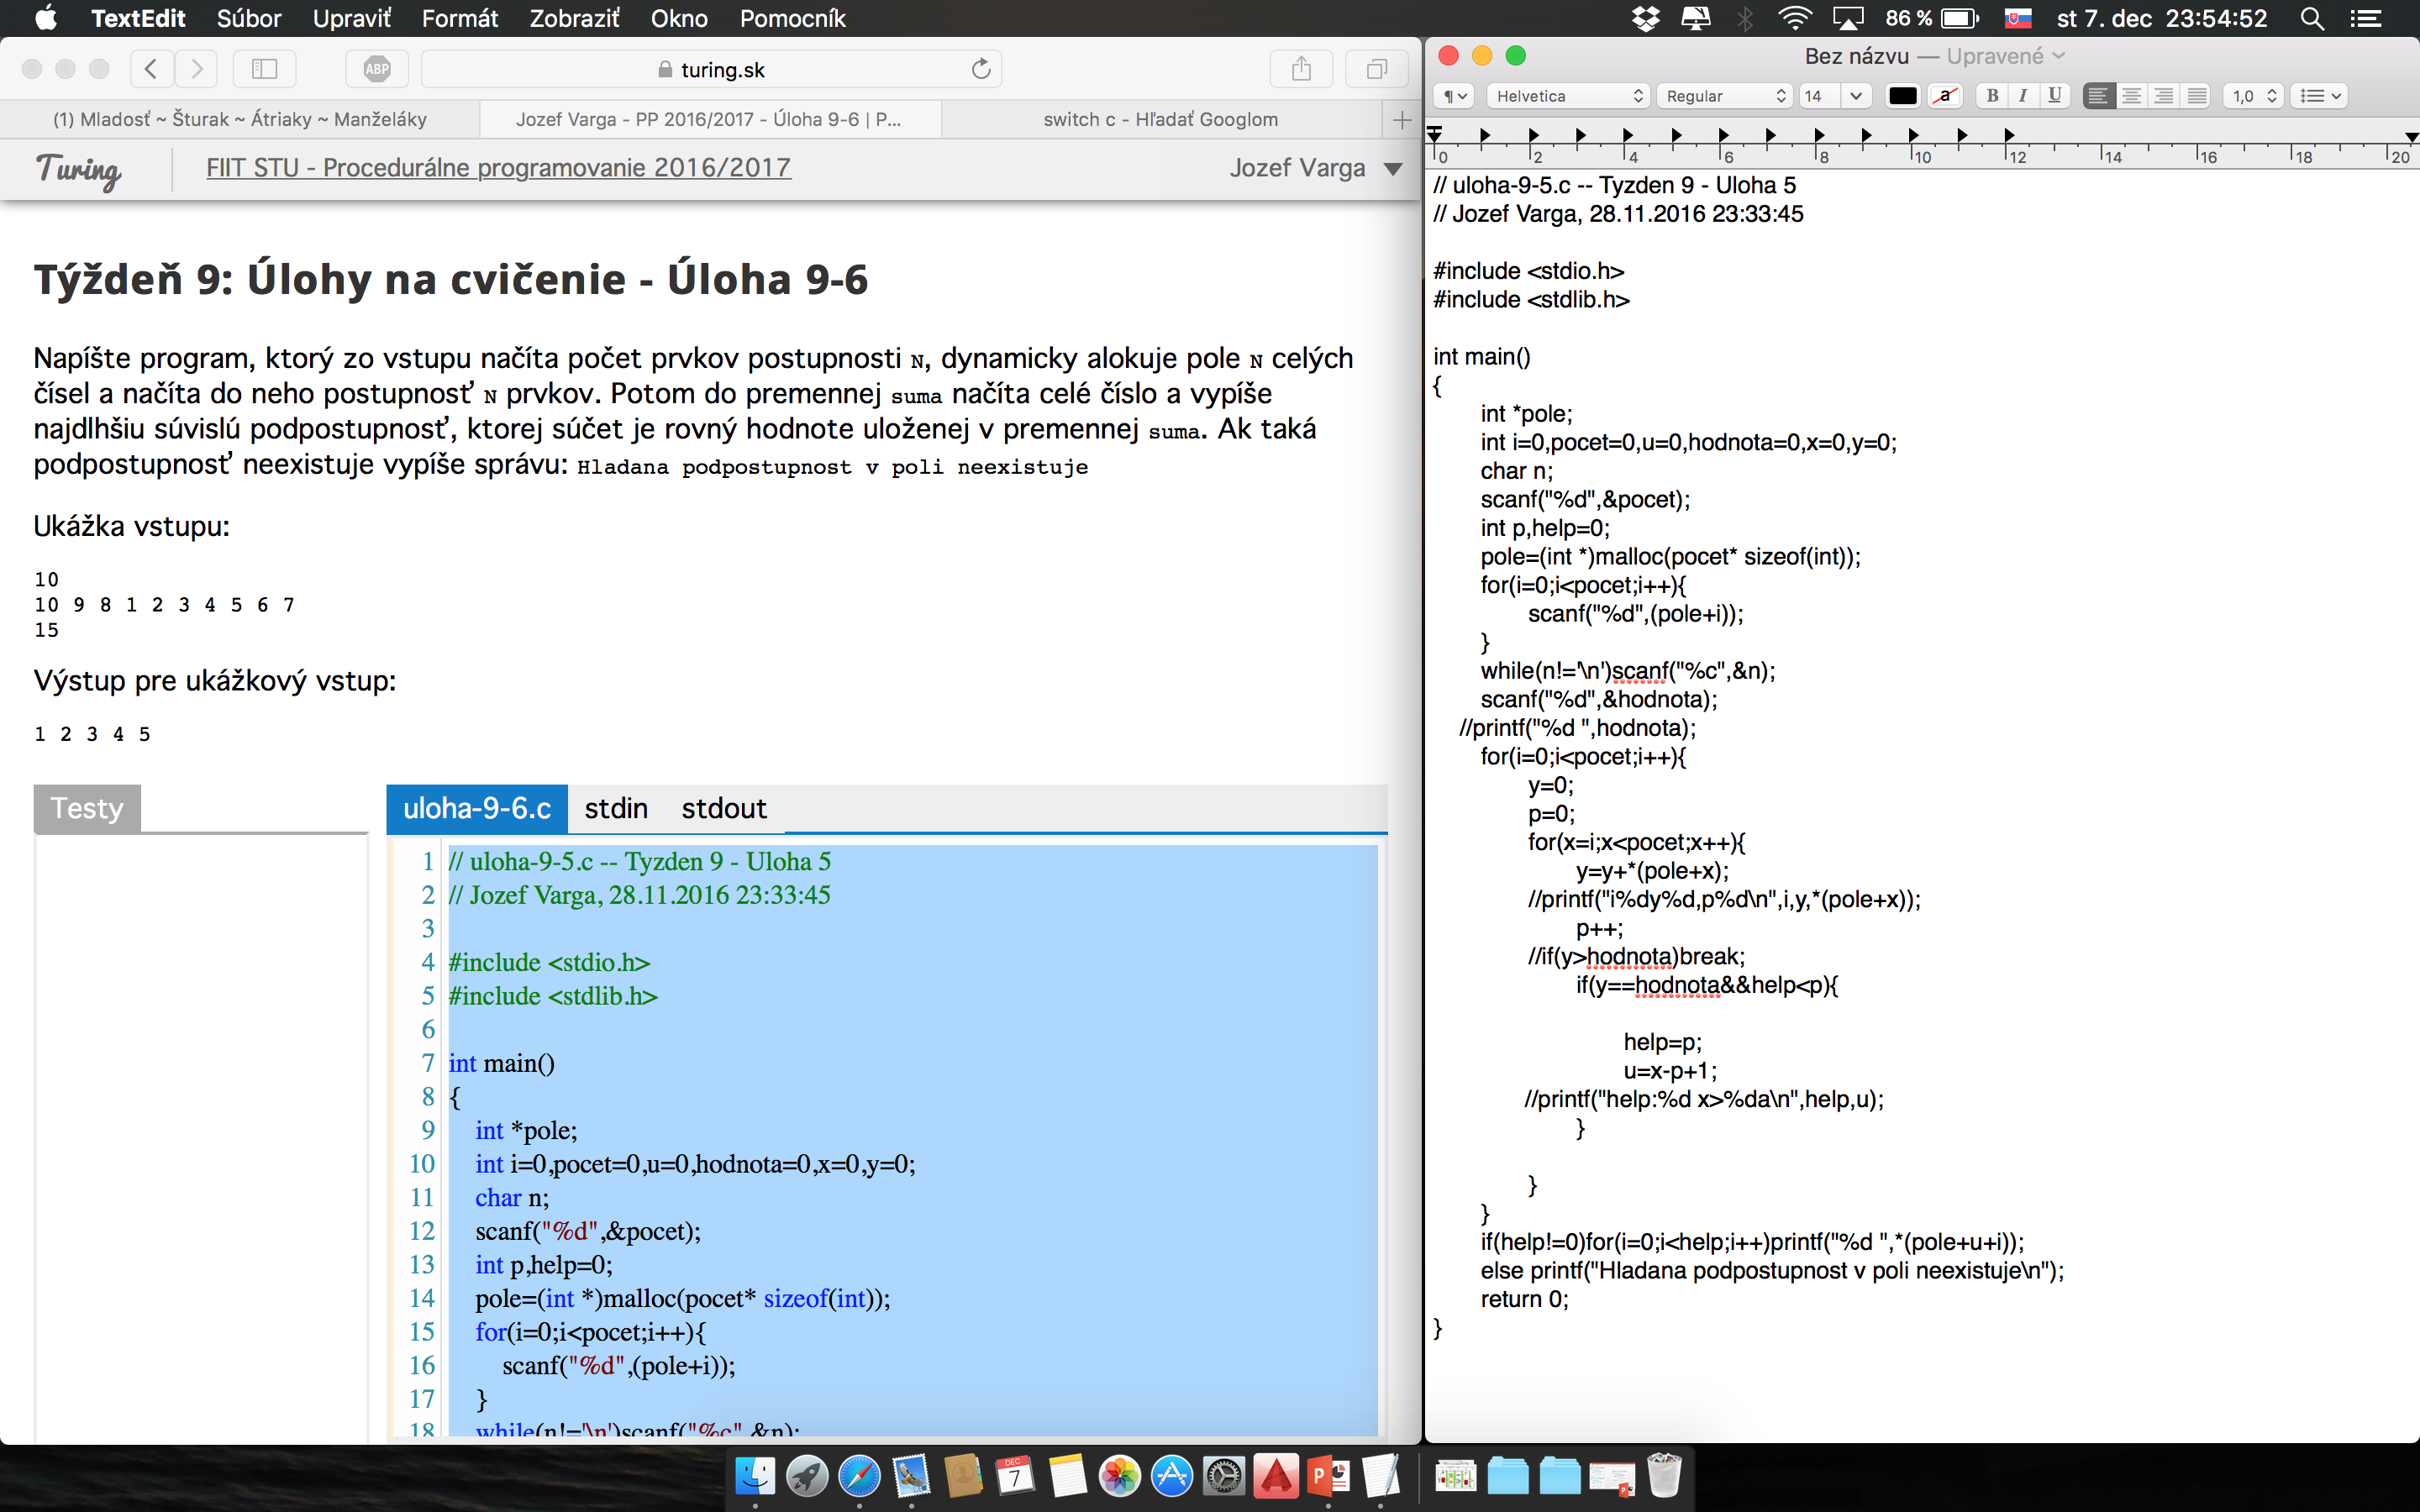 TextEdit Súbor Upraviť Formát Zobraziť Okno Pomocník 86 % st 7. dec 23:54:52
ABP turing.sk
(1) Mladosť ~ Šturak ~ Átriaky ~ Manželáky Jozef Varga - PP 2016/2017 - Úloha 9-6 | P... switch c - Hľadať Googlom
Turing FIIT STU - Procedurálne programovanie 2016/2017 Jozef Varga
Týždeň 9: Úlohy na cvičenie - Úloha 9-6
Napíšte program, ktorý zo vstupu načíta počet prvkov postupnosti N, dynamicky alokuje pole N celých
čísel a načíta do neho postupnosť N prvkov. Potom do premennej suma načíta celé číslo a vypíše
najdlhšiu súvislú podpostupnosť, ktorej súčet je rovný hodnote uloženej v premennej suma. Ak taká
podpostupnosť neexistuje vypíše správu: Hladana podpostupnost v poli neexistuje
Ukážka vstupu:
10
10 9 8 1 2 3 4 5 6 7
15
Výstup pre ukážkový vstup:
1 2 3 4 5
Testy
uloha-9-6.c stdin stdout
1 // uloha-9-5.c -- Tyzden 9 - Uloha 5
2 // Jozef Varga, 28.11.2016 23:33:45
3
4 #include <stdio.h>
5 #include <stdlib.h>
6
7 int main()
8 {
9 int *pole;
10 int i=0,pocet=0,u=0,hodnota=0,x=0,y=0;
11 char n;
12 scanf("%d",&pocet);
13 int p,help=0;
14 pole=(int *)malloc(pocet* sizeof(int));
15 for(i=0;i<pocet;i++){
16 scanf("%d",(pole+i));
17 }
18 while(n!='\n')scanf("%c",&n);
Bez názvu — Upravené
Helvetica Regular 14 a B I U 1,0
0 2 4 6 8 10 12 14 16 18 20
// uloha-9-5.c -- Tyzden 9 - Uloha 5
// Jozef Varga, 28.11.2016 23:33:45
#include <stdio.h>
#include <stdlib.h>
int main()
{
int *pole;
int i=0,pocet=0,u=0,hodnota=0,x=0,y=0;
char n;
scanf("%d",&pocet);
int p,help=0;
pole=(int *)malloc(pocet* sizeof(int));
for(i=0;i<pocet;i++){
scanf("%d",(pole+i));
}
while(n!='\n')scanf("%c",&n);
scanf("%d",&hodnota);
//printf("%d ",hodnota);
for(i=0;i<pocet;i++){
y=0;
p=0;
for(x=i;x<pocet;x++){
y=y+*(pole+x);
//printf("i%dy%d,p%d\n",i,y,*(pole+x));
p++;
//if(y>hodnota)break;
if(y==hodnota&&help<p){
help=p;
u=x-p+1;
//printf("help:%d x>%da\n",help,u);
}
}
}
if(help!=0)for(i=0;i<help;i++)printf("%d ",*(pole+u+i));
else printf("Hladana podpostupnost v poli neexistuje\n");
return 0;
}
DEC
7
P